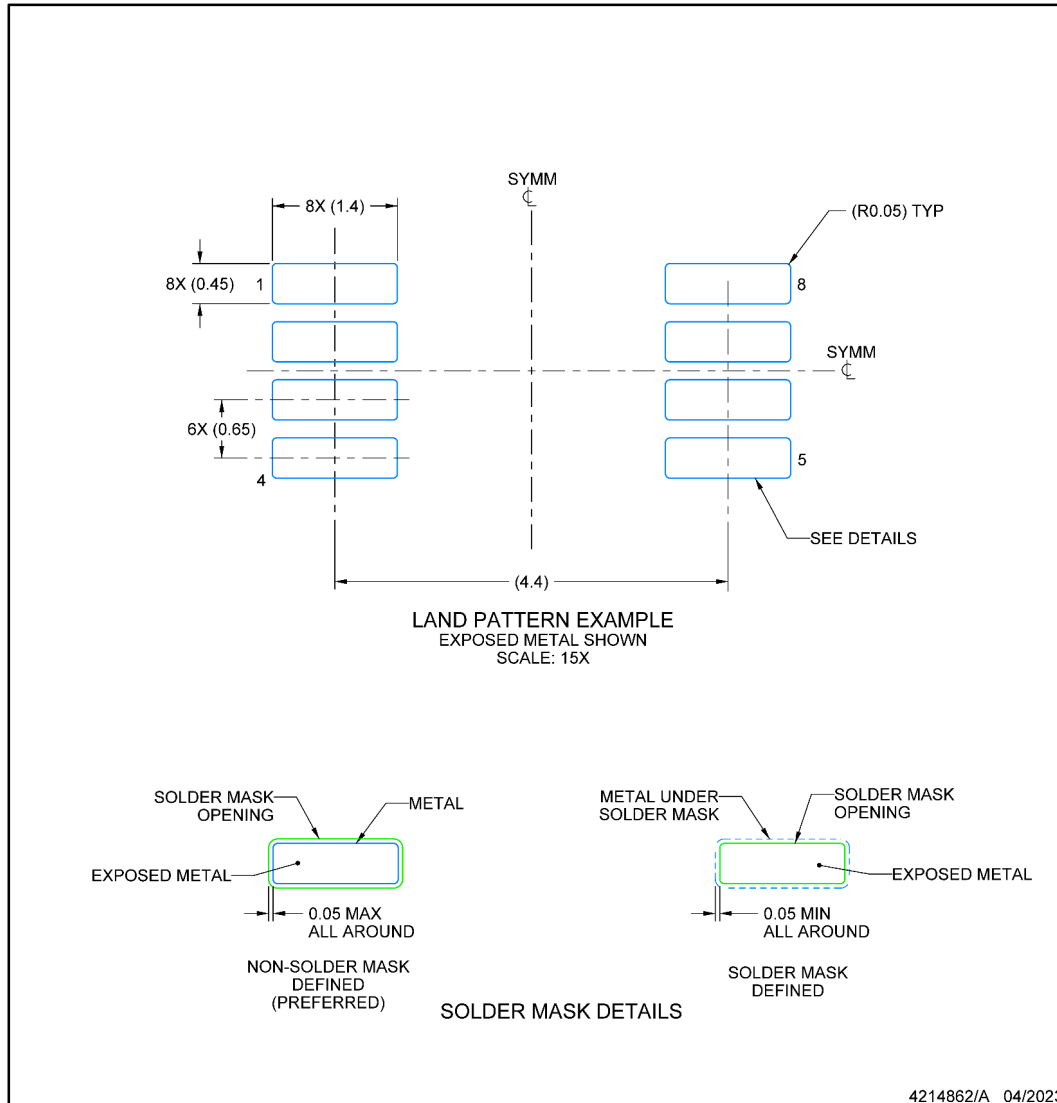 SYMM
℄
8X (1.4)
(R0.05) TYP
8X (0.45)
1
8
SYMM
℄
6X (0.65)
4
5
SEE DETAILS
(4.4)
LAND PATTERN EXAMPLE
EXPOSED METAL SHOWN
SCALE: 15X
SOLDER MASK
OPENING
METAL
EXPOSED METAL
0.05 MAX
ALL AROUND
NON-SOLDER MASK
DEFINED
(PREFERRED)
METAL UNDER
SOLDER MASK
SOLDER MASK
OPENING
EXPOSED METAL
0.05 MIN
ALL AROUND
SOLDER MASK
DEFINED
SOLDER MASK DETAILS
4214862/A 04/2023